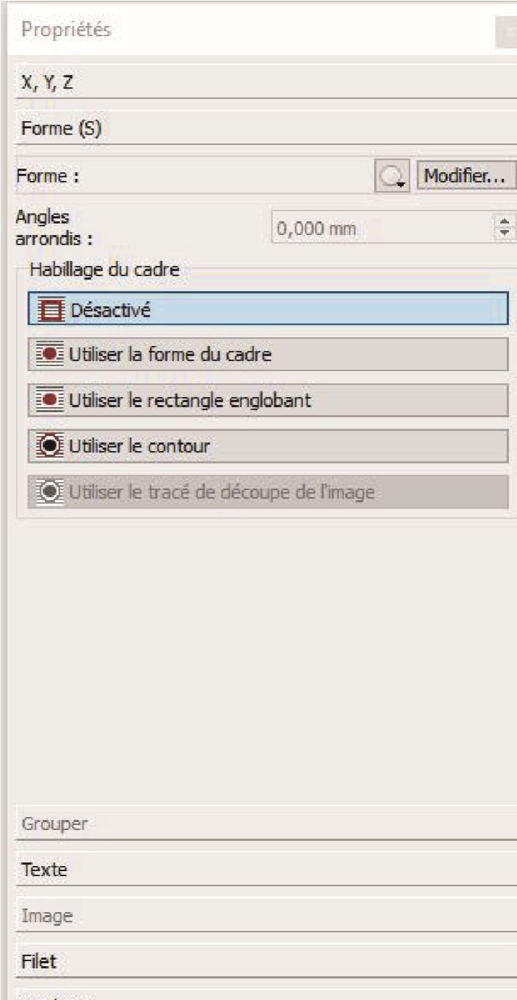 Propriétés
X, Y, Z
Forme (S)
Forme :
Modifier...
Angles
arrondis :
0,000 mm
Habillage du cadre
Désactivé
Utiliser la forme du cadre
Utiliser le rectangle englobant
Utiliser le contour
Utiliser le tracé de découpe de l'image
Grouper
Texte
Image
Filet